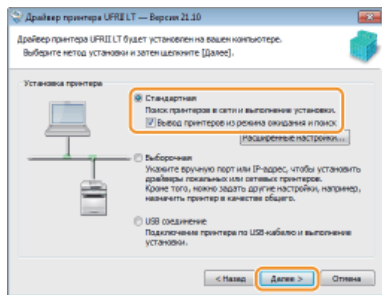 Драйвер принтера UFRII LT — Версия 21.10
Драйвер принтера UFRII LT будет установлен на вашем компьютере.
Выберите метод установки и затем щелкните [Далее].
Установка принтера
Стандартная
Поиск принтеров в сети и выполнение установки.
Вывод принтеров из режима ожидания и поиск
Расширенные настройки...
Выборочная
Укажите вручную порт или IP-адрес, чтобы установить
драйверы локальных или сетевых принтеров.
Кроме того, можно задать другие настройки, например,
назначить принтер в качестве общего.
USB соединение
Подключение принтера по USB-кабелю и выполнение
установки.
< Назад
Далее >
Отмена